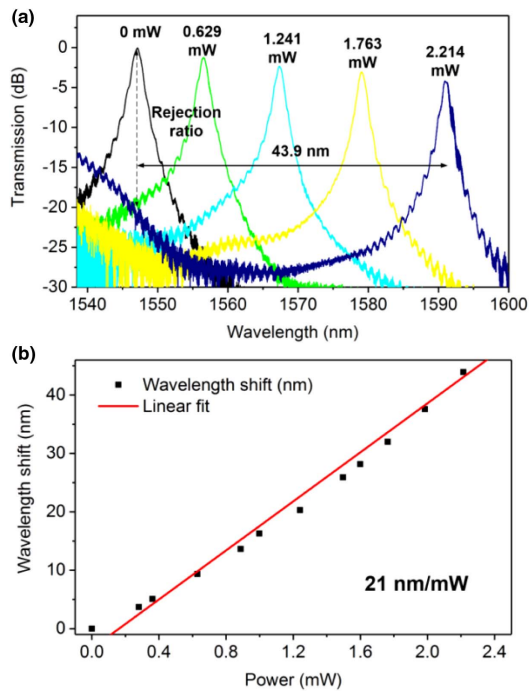 (a)
0 mW
0.629
mW
1.241
mW
1.763
mW
2.214
mW
0
-5
-10
-15
-20
-25
-30
Transmission (dB)
Rejection
ratio
43.9 nm
1540 1550 1560 1570 1580 1590 1600
Wavelength (nm)
(b)
40
30
20
10
0
Wavelength shift (nm)
Wavelength shift (nm)
Linear fit
21 nm/mW
0.0 0.4 0.8 1.2 1.6 2.0 2.4
Power (mW)